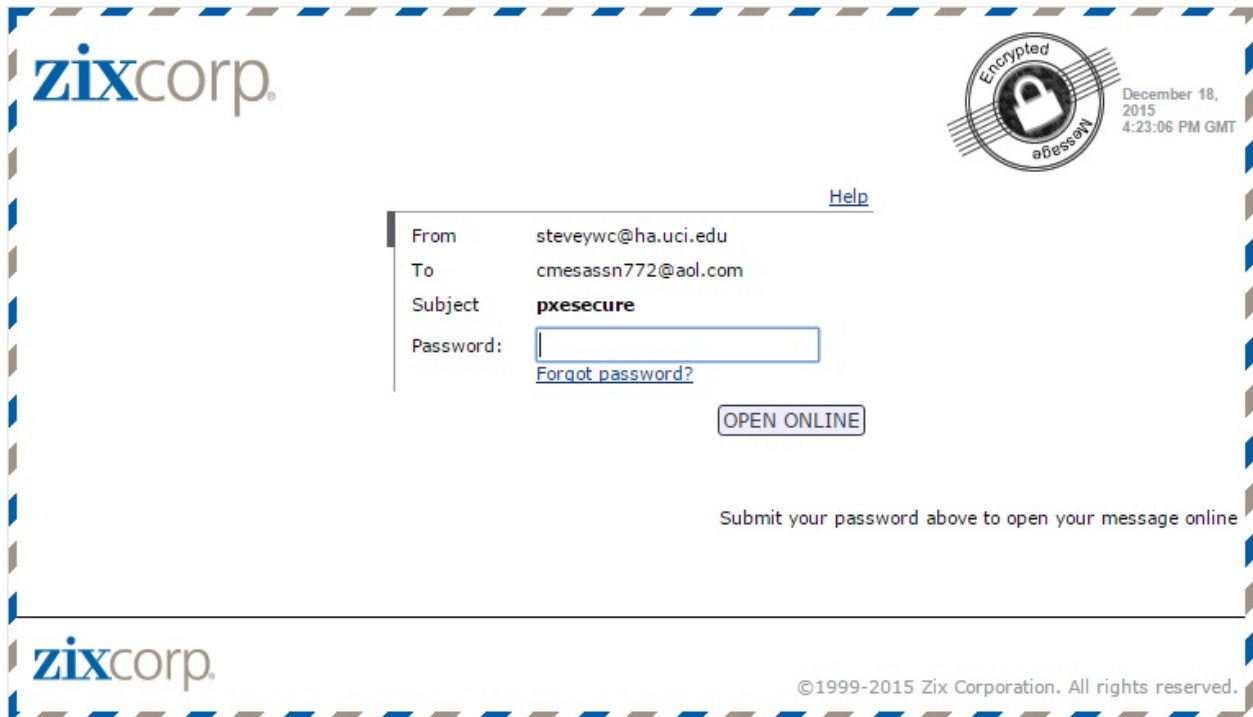 zixcorp®
Encrypted
Message
December 18,
2015
4:23:06 PM GMT
Help
From steveywc@ha.uci.edu
To cmesassn772@aol.com
Subject pxesecure
Password:
Forgot password?
OPEN ONLINE
Submit your password above to open your message online
zixcorp®
©1999-2015 Zix Corporation. All rights reserved.